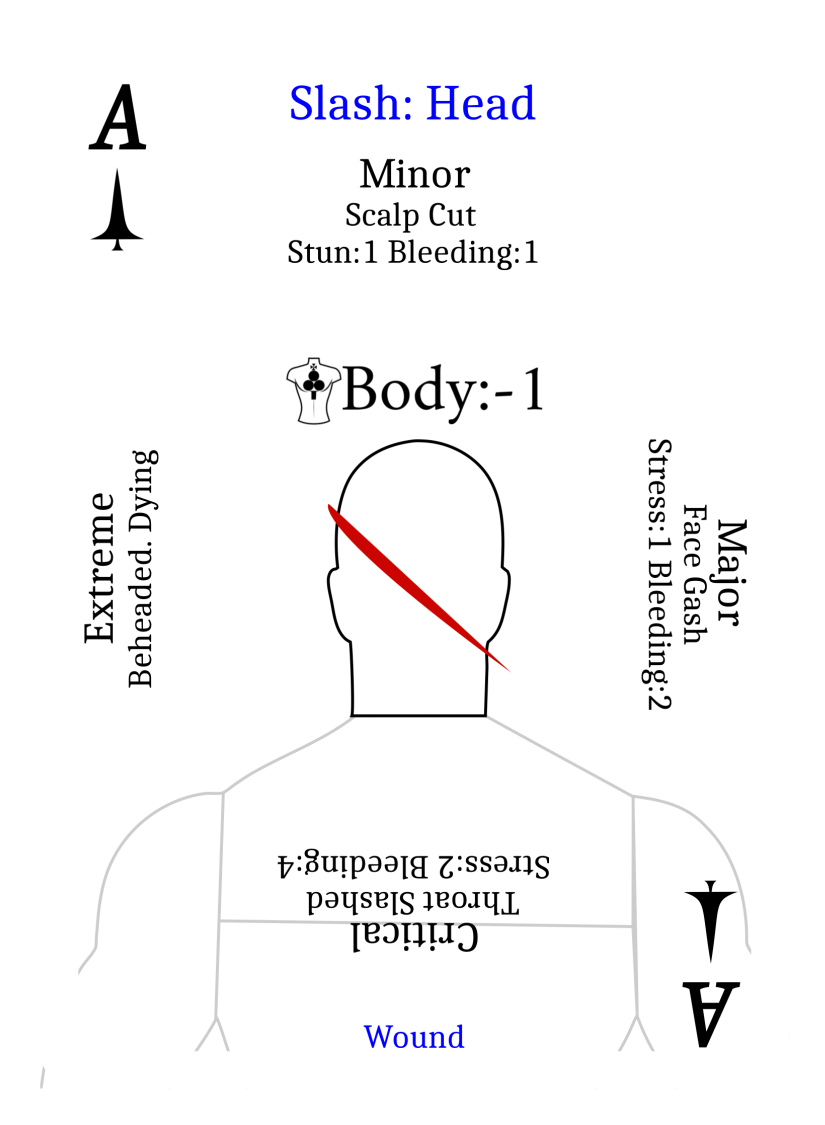 A
Slash: Head
Minor
Scalp Cut
Stun:1 Bleeding:1
Body:-1
Extreme
Beheaded. Dying
Major
Face Gash
Stress:1 Bleeding:2
Critical
Throat Slashed
Stress:2 Bleeding:4
Wound
A